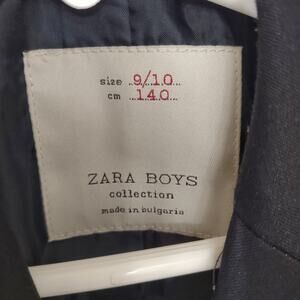 size 9/10
cm 140
ZARA BOYS
collection
made in bulgaria